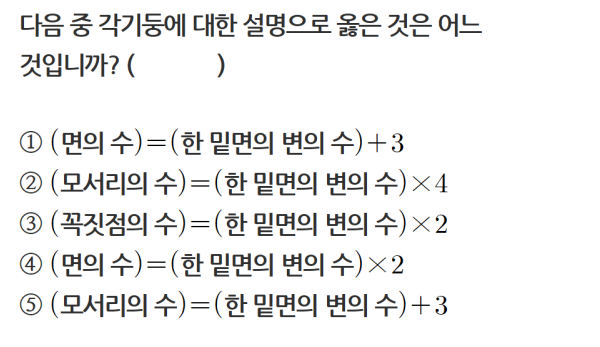 다음 중 각기둥에 대한 설명으로 옳은 것은 어느
것입니까? (          )
① (면의 수)=(한 밑면의 변의 수)+3
② (모서리의 수)=(한 밑면의 변의 수)×4
③ (꼭짓점의 수)=(한 밑면의 변의 수)×2
④ (면의 수)=(한 밑면의 변의 수)×2
⑤ (모서리의 수)=(한 밑면의 변의 수)+3